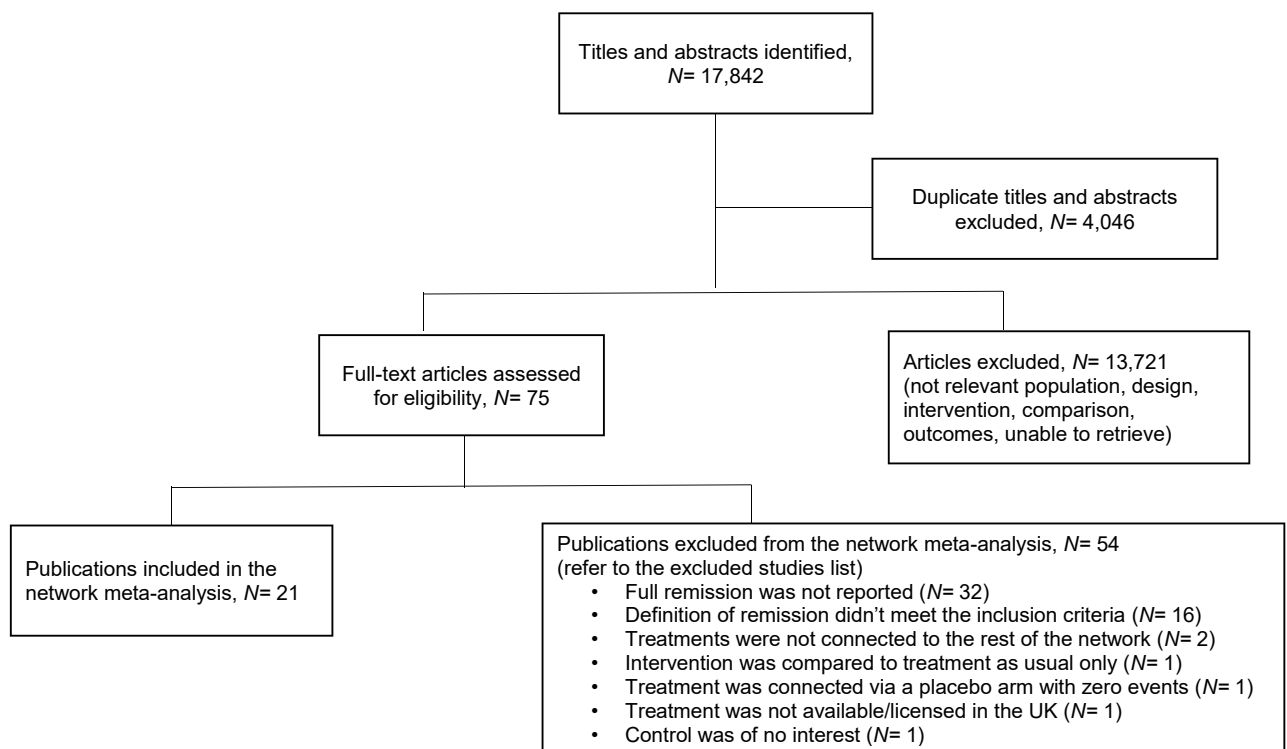 Titles and abstracts identified,
N= 17,842
Duplicate titles and abstracts
excluded, N= 4,046
Full-text articles assessed
for eligibility, N= 75
Articles excluded, N= 13,721
(not relevant population, design,
intervention, comparison,
outcomes, unable to retrieve)
Publications included in the
network meta-analysis, N= 21
Publications excluded from the network meta-analysis, N= 54
(refer to the excluded studies list)
• Full remission was not reported (N= 32)
• Definition of remission didn’t meet the inclusion criteria (N= 16)
• Treatments were not connected to the rest of the network (N= 2)
• Intervention was compared to treatment as usual only (N= 1)
• Treatment was connected via a placebo arm with zero events (N= 1)
• Treatment was not available/licensed in the UK (N= 1)
• Control was of no interest (N= 1)